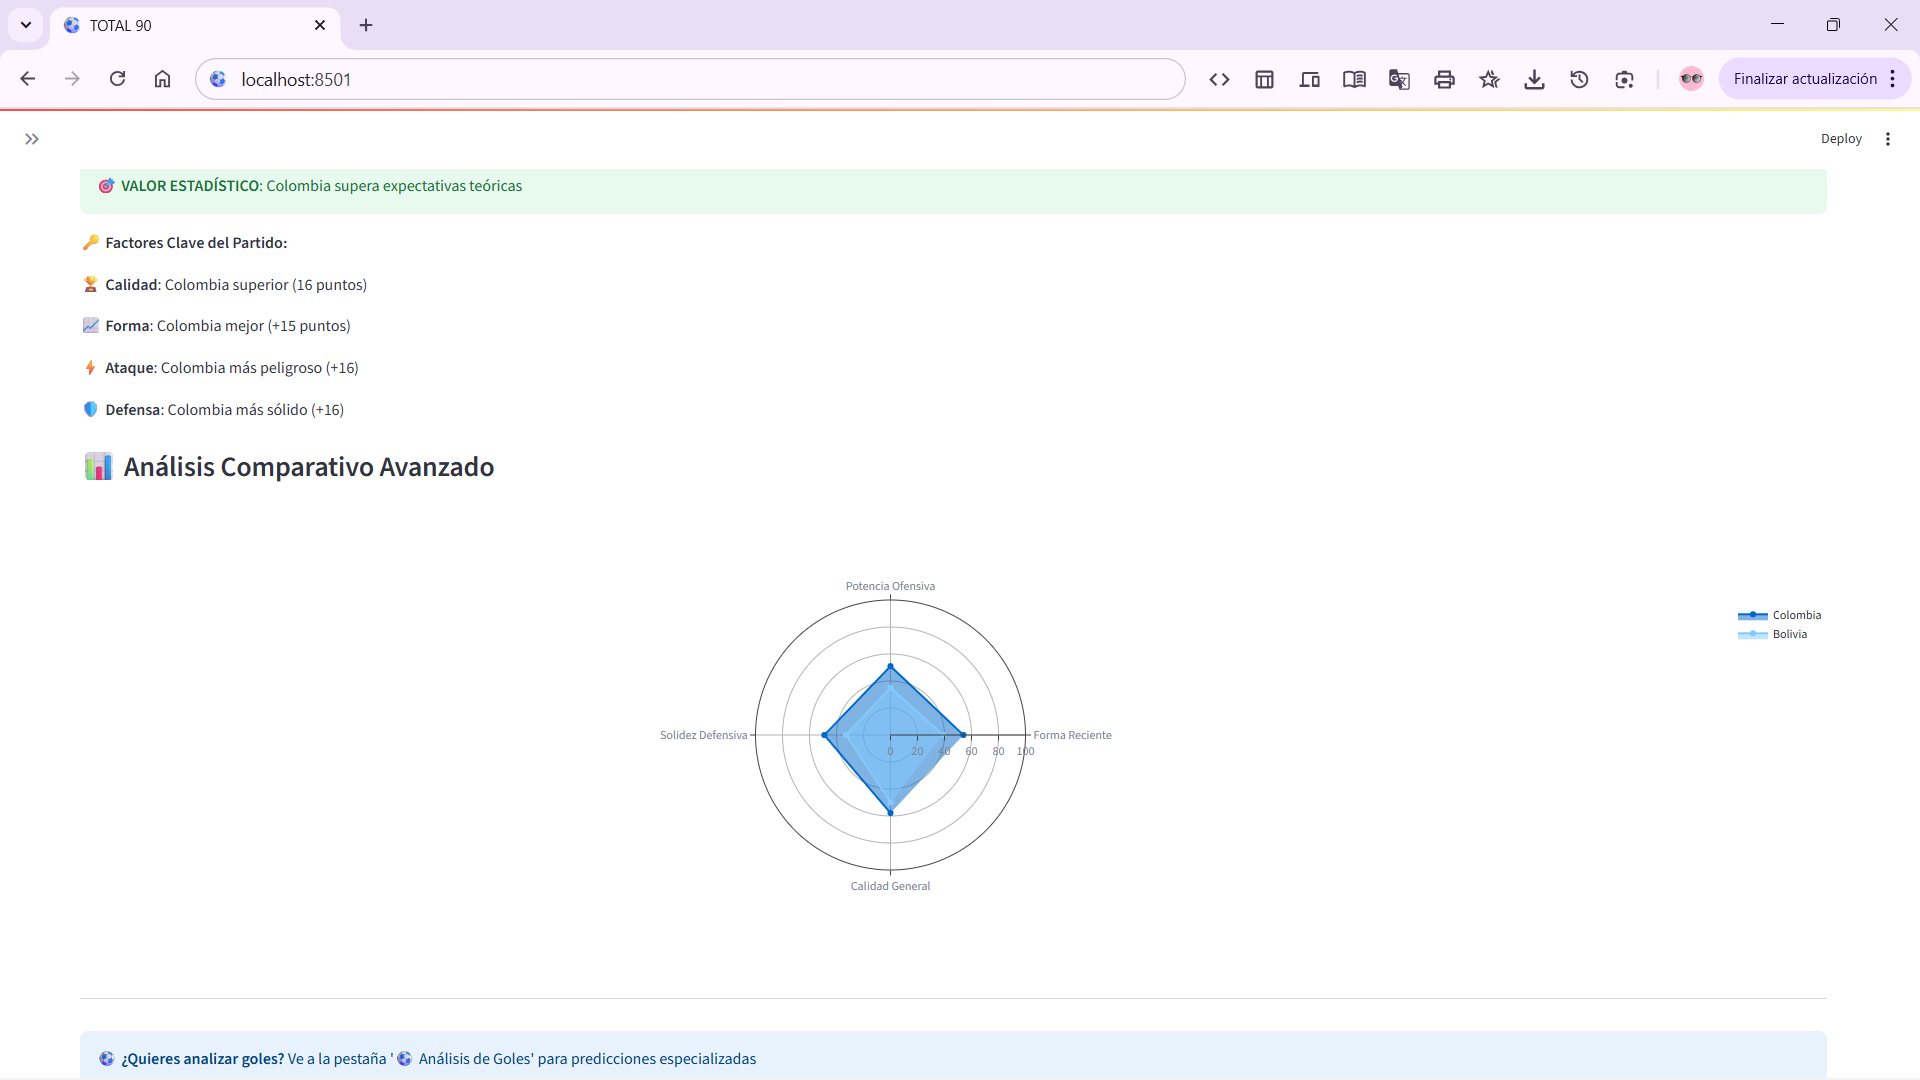 TOTAL 90
localhost:8501
Finalizar actualización
Deploy
VALOR ESTADÍSTICO: Colombia supera expectativas teóricas
Factores Clave del Partido:
Calidad: Colombia superior (16 puntos)
Forma: Colombia mejor (+15 puntos)
Ataque: Colombia más peligroso (+16)
Defensa: Colombia más sólido (+16)
Análisis Comparativo Avanzado
Potencia Ofensiva
Colombia
Bolivia
Solidez Defensiva
Forma Reciente
0 20 40 60 80 100
Calidad General
¿Quieres analizar goles? Ve a la pestaña ' Análisis de Goles' para predicciones especializadas